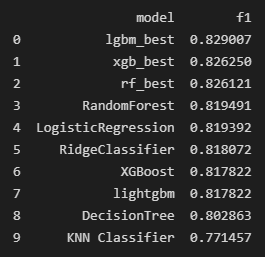 model f1
0 lgbm_best 0.829007
1 xgb_best 0.826250
2 rf_best 0.826121
3 RandomForest 0.819491
4 LogisticRegression 0.819392
5 RidgeClassifier 0.818072
6 XGBoost 0.817822
7 lightgbm 0.817822
8 DecisionTree 0.802863
9 KNN Classifier 0.771457